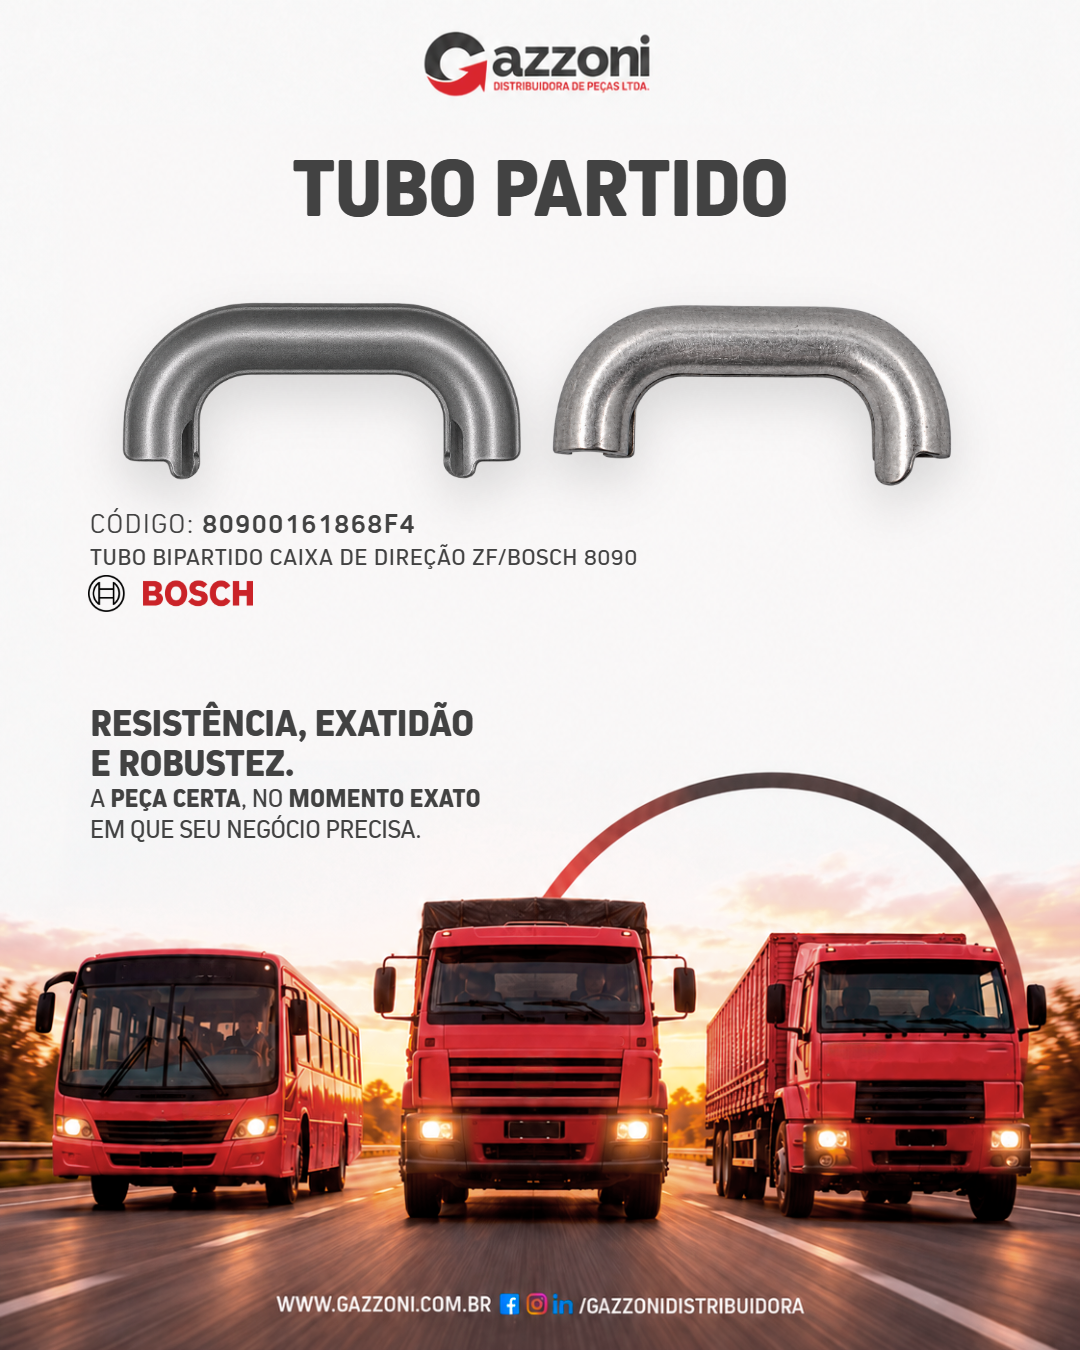 Gazzoni
DISTRIBUIDORA DE PEÇAS LTDA.
TUBO PARTIDO
CÓDIGO: 80900161868F4
TUBO BIPARTIDO CAIXA DE DIREÇÃO ZF/BOSCH 8090
BOSCH
RESISTÊNCIA, EXATIDÃO
E ROBUSTEZ.
A PEÇA CERTA, NO MOMENTO EXATO
EM QUE SEU NEGÓCIO PRECISA.
WWW.GAZZONI.COM.BR /GAZZONIDISTRIBUIDORA